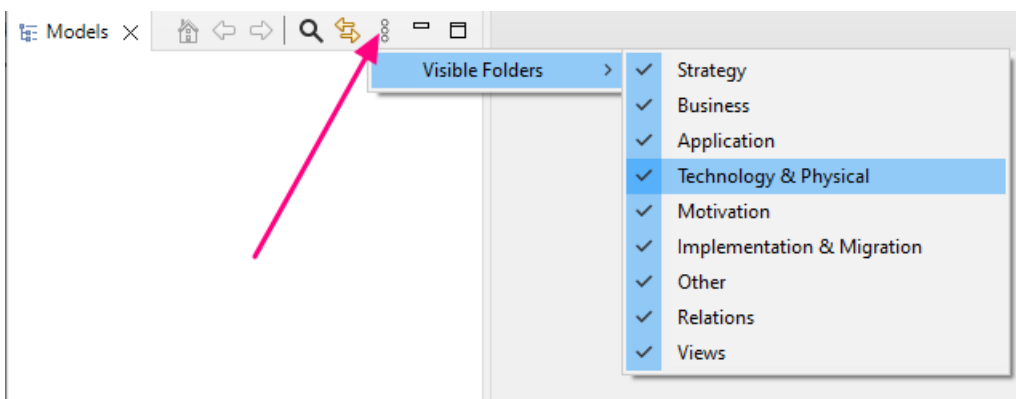 Models
Visible Folders
Strategy
Business
Application
Technology & Physical
Motivation
Implementation & Migration
Other
Relations
Views